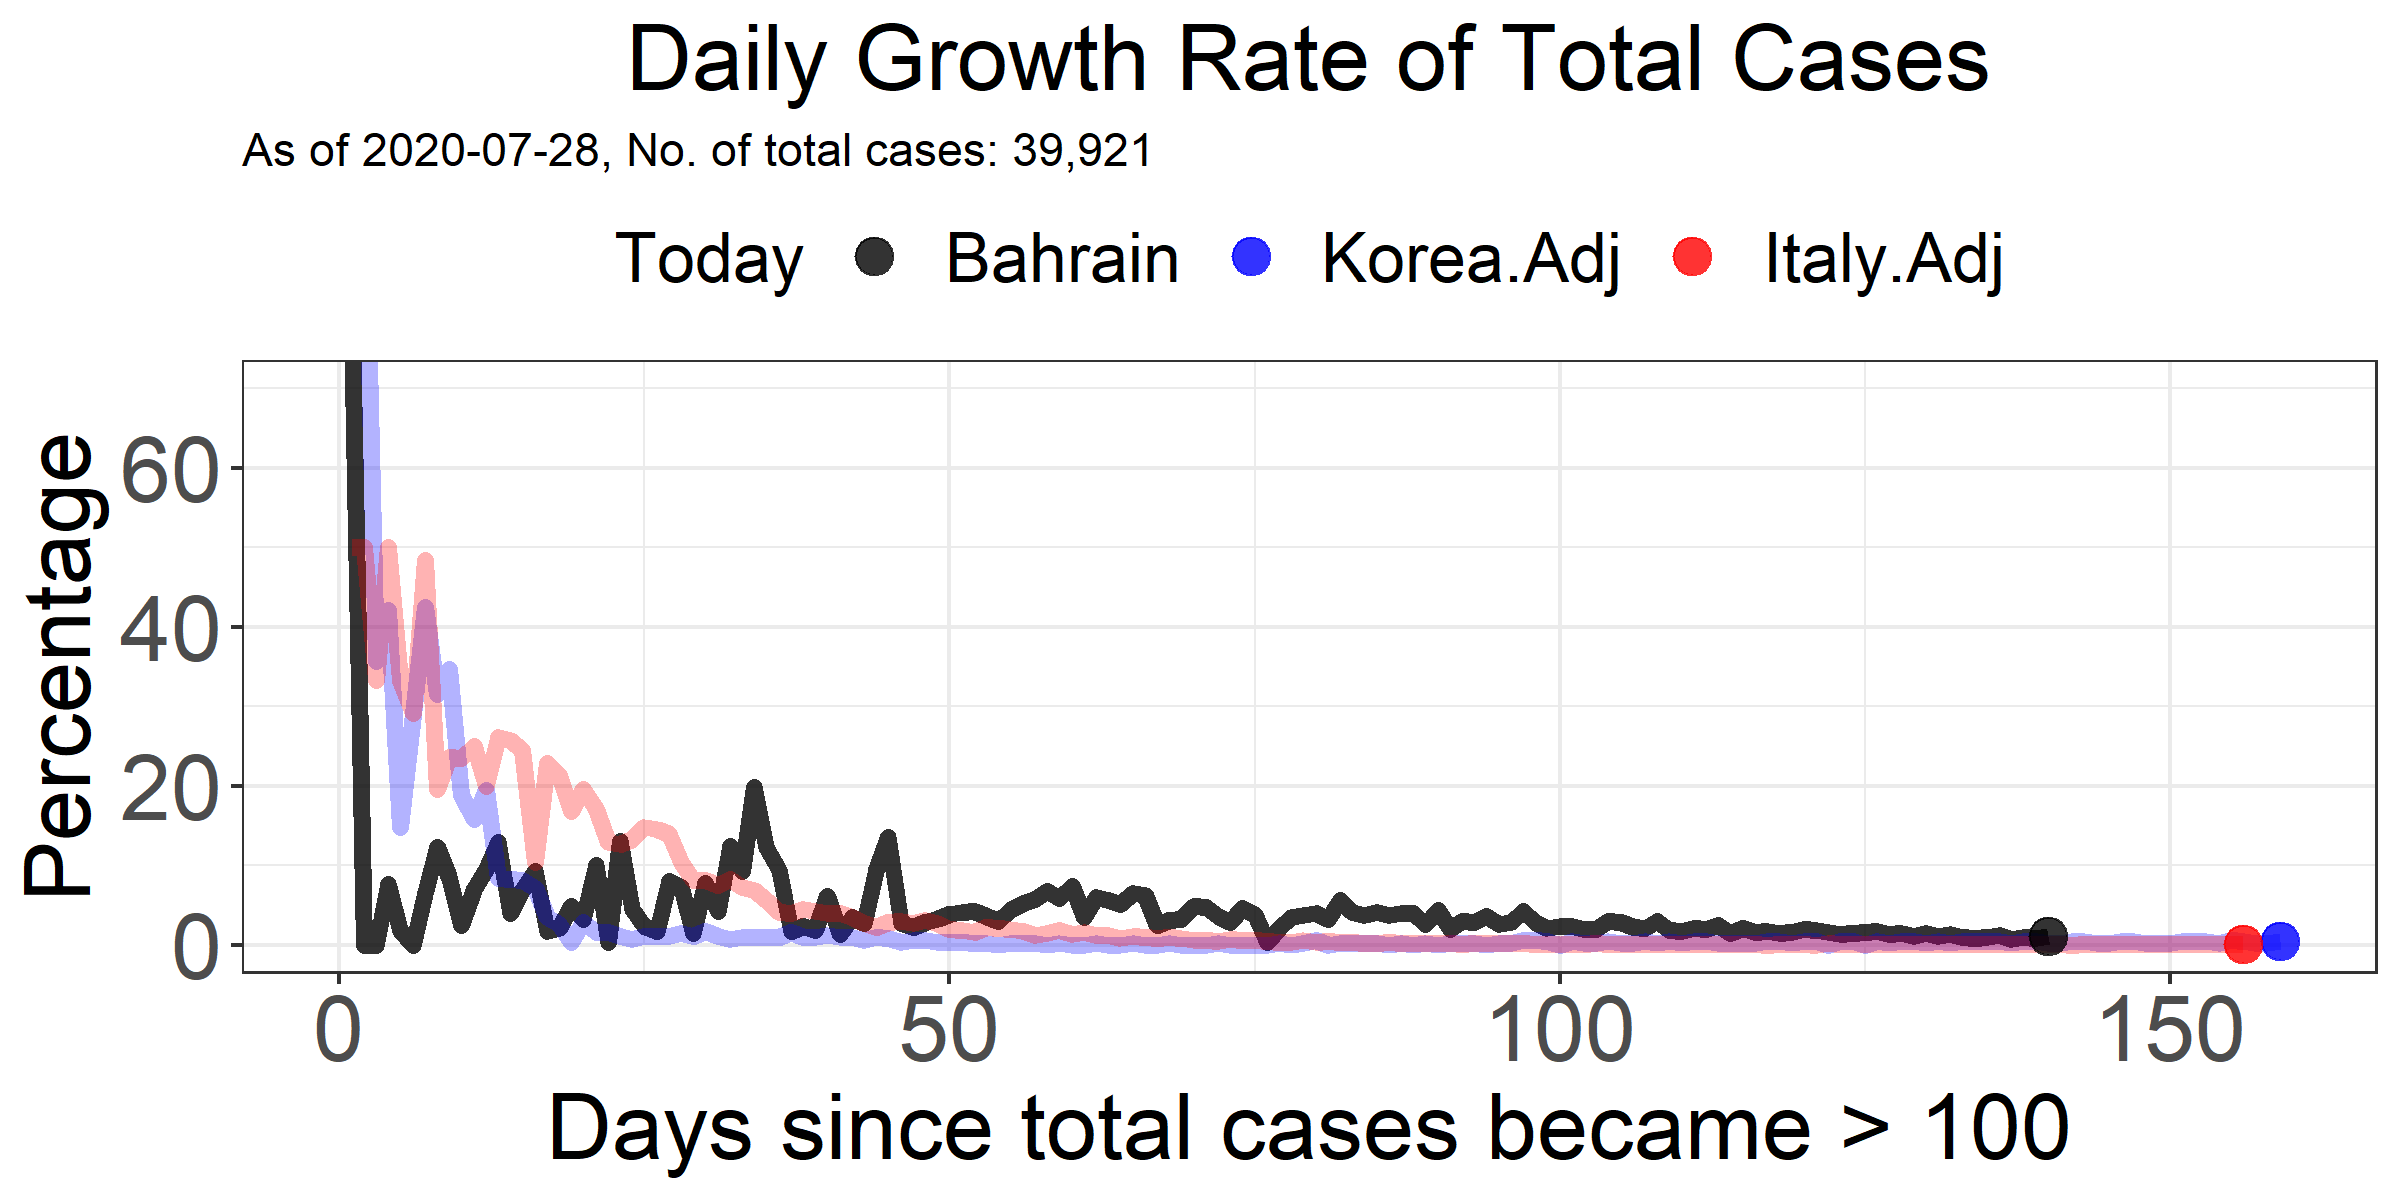 Daily Growth Rate of Total Cases
As of 2020-07-28, No. of total cases: 39,921
Today Bahrain Korea.Adj Italy.Adj
Percentage
60
40
20
0
0 50 100 150
Days since total cases became > 100